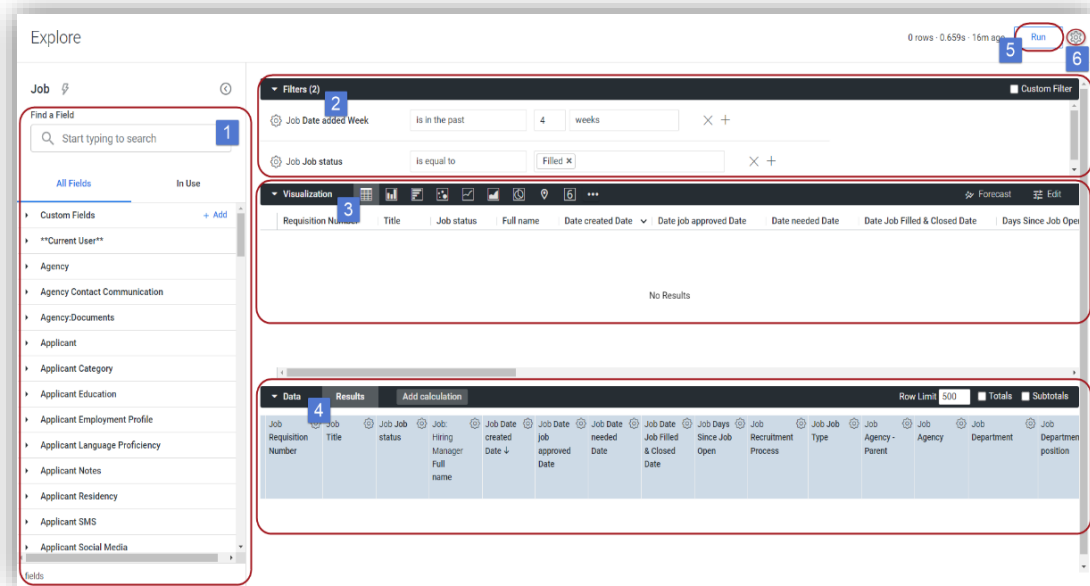 Explore
0 rows · 0.659s · 16m ago
Run
5
6
Job
Find a Field
Start typing to search
1
All Fields In Use
Custom Fields + Add
**Current User**
Agency
Agency Contact Communication
Agency:Documents
Applicant
Applicant Category
Applicant Education
Applicant Employment Profile
Applicant Language Proficiency
Applicant Notes
Applicant Residency
Applicant SMS
Applicant Social Media
fields
Filters (2) Custom Filter
2
Job Date added Week is in the past 4 weeks
Job Job status is equal to Filled ×
Visualization 6 ••• Forecast Edit
3
Requisition Number Title Job status Full name Date created Date Date job approved Date Date needed Date Date Job Filled & Closed Date Days Since Job Oper
No Results
Data Results Add calculation Row Limit 500 Totals Subtotals
4
Job Requisition Number
Job Title
Job Job status
Job: Hiring Manager Full name
Job Date created Date ↓
Job Date job approved Date
Job Date needed Date
Job Date Job Filled & Closed Date
Job Days Since Job Open
Job Recruitment Process
Job Job Type
Job Agency - Parent
Job Agency
Job Department
Job Departmen position